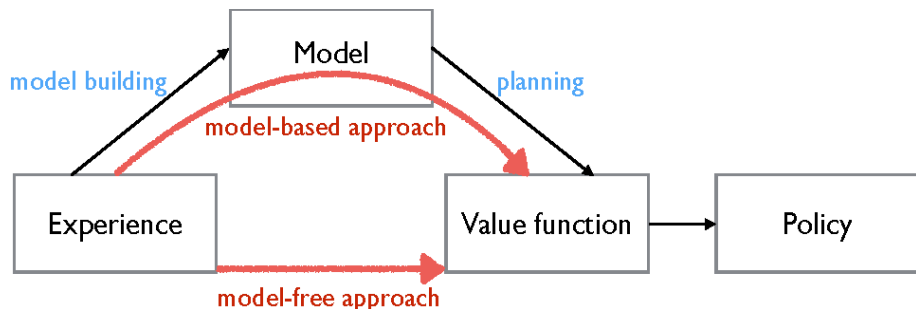 Model
model building
planning
model-based approach
Experience
Value function
Policy
model-free approach